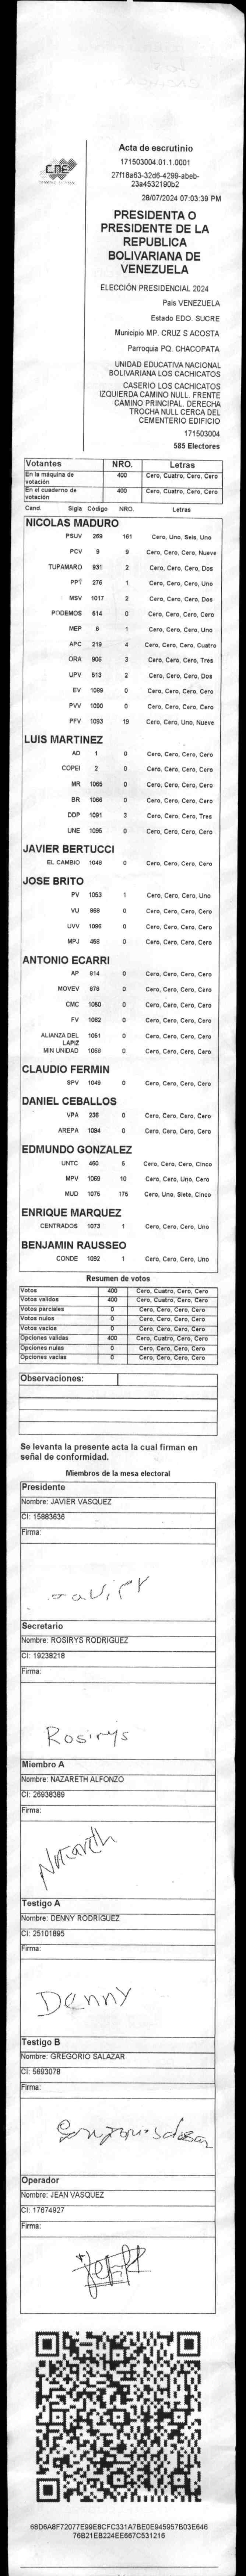 CNE
Acta de escrutinio
171503004.01.1.0001
27f18a63-32d6-4299-abeb-
23a4532190b2
28/07/2024 07:03:39 PM
PRESIDENTA O
PRESIDENTE DE LA
REPUBLICA
BOLIVARIANA DE
VENEZUELA
ELECCIÓN PRESIDENCIAL 2024
Pais VENEZUELA
Estado EDO. SUCRE
Municipio MP. CRUZ S ACOSTA
Parroquia PQ. CHACOPATA
UNIDAD EDUCATIVA NACIONAL
BOLIVARIANA LOS CACHICATOS
CASERIO LOS CACHICATOS
IZQUIERDA CAMINO NULL. FRENTE
CAMINO PRINCIPAL. DERECHA
TROCHA NULL CERCA DEL
CEMENTERIO EDIFICIO
171503004
585 Electores
Votantes NRO. Letras
En la máquina de votación 400 Cero, Cuatro, Cero, Cero
En el cuaderno de votación 400 Cero, Cuatro, Cero, Cero
Cand. Sigla Código NRO. Letras
NICOLAS MADURO
PSUV 269 161 Cero, Uno, Seis, Uno
PCV 9 9 Cero, Cero, Cero, Nueve
TUPAMARO 931 2 Cero, Cero, Cero, Dos
PPT 276 1 Cero, Cero, Cero, Uno
MSV 1017 2 Cero, Cero, Cero, Dos
PODEMOS 514 0 Cero, Cero, Cero, Cero
MEP 6 1 Cero, Cero, Cero, Uno
APC 219 4 Cero, Cero, Cero, Cuatro
ORA 906 3 Cero, Cero, Cero, Tres
UPV 513 2 Cero, Cero, Cero, Dos
EV 1089 0 Cero, Cero, Cero, Cero
PVV 1090 0 Cero, Cero, Cero, Cero
PFV 1093 19 Cero, Cero, Uno, Nueve
LUIS MARTINEZ
AD 1 0 Cero, Cero, Cero, Cero
COPEI 2 0 Cero, Cero, Cero, Cero
MR 1065 0 Cero, Cero, Cero, Cero
BR 1066 0 Cero, Cero, Cero, Cero
DDP 1091 3 Cero, Cero, Cero, Tres
UNE 1095 0 Cero, Cero, Cero, Cero
JAVIER BERTUCCI
EL CAMBIO 1048 0 Cero, Cero, Cero, Cero
JOSE BRITO
PV 1053 1 Cero, Cero, Cero, Uno
VU 868 0 Cero, Cero, Cero, Cero
UVV 1096 0 Cero, Cero, Cero, Cero
MPJ 458 0 Cero, Cero, Cero, Cero
ANTONIO ECARRI
AP 814 0 Cero, Cero, Cero, Cero
MOVEV 878 0 Cero, Cero, Cero, Cero
CMC 1050 0 Cero, Cero, Cero, Cero
FV 1062 0 Cero, Cero, Cero, Cero
ALIANZA DEL LAPIZ 1051 0 Cero, Cero, Cero, Cero
MIN UNIDAD 1068 0 Cero, Cero, Cero, Cero
CLAUDIO FERMIN
SPV 1049 0 Cero, Cero, Cero, Cero
DANIEL CEBALLOS
VPA 236 0 Cero, Cero, Cero, Cero
AREPA 1094 0 Cero, Cero, Cero, Cero
EDMUNDO GONZALEZ
UNTC 460 5 Cero, Cero, Cero, Cinco
MPV 1069 10 Cero, Cero, Uno, Cero
MUD 1075 175 Cero, Uno, Siete, Cinco
ENRIQUE MARQUEZ
CENTRADOS 1073 1 Cero, Cero, Cero, Uno
BENJAMIN RAUSSEO
CONDE 1092 1 Cero, Cero, Cero, Uno
Resumen de votos
Votos 400 Cero, Cuatro, Cero, Cero
Votos validos 400 Cero, Cuatro, Cero, Cero
Votos parciales 0 Cero, Cero, Cero, Cero
Votos nulos 0 Cero, Cero, Cero, Cero
Votos vacios 0 Cero, Cero, Cero, Cero
Opciones validas 400 Cero, Cuatro, Cero, Cero
Opciones nulas 0 Cero, Cero, Cero, Cero
Opciones vacias 0 Cero, Cero, Cero, Cero
Observaciones:
Se levanta la presente acta la cual firman en
señal de conformidad.
Miembros de la mesa electoral
Presidente
Nombre: JAVIER VASQUEZ
CI: 15883636
Firma:
Javier
Secretario
Nombre: ROSIRYS RODRIGUEZ
CI: 19238218
Firma:
Rosirys
Miembro A
Nombre: NAZARETH ALFONZO
CI: 26938389
Firma:
Nazareth
Testigo A
Nombre: DENNY RODRIGUEZ
CI: 25101895
Firma:
Denny
Testigo B
Nombre: GREGORIO SALAZAR
CI: 5693078
Firma:
Operador
Nombre: JEAN VASQUEZ
CI: 17674927
Firma:
68D6A8F72077E99E8CFC331A7BE0E945957B03E646
76B21EB224EE667C531216